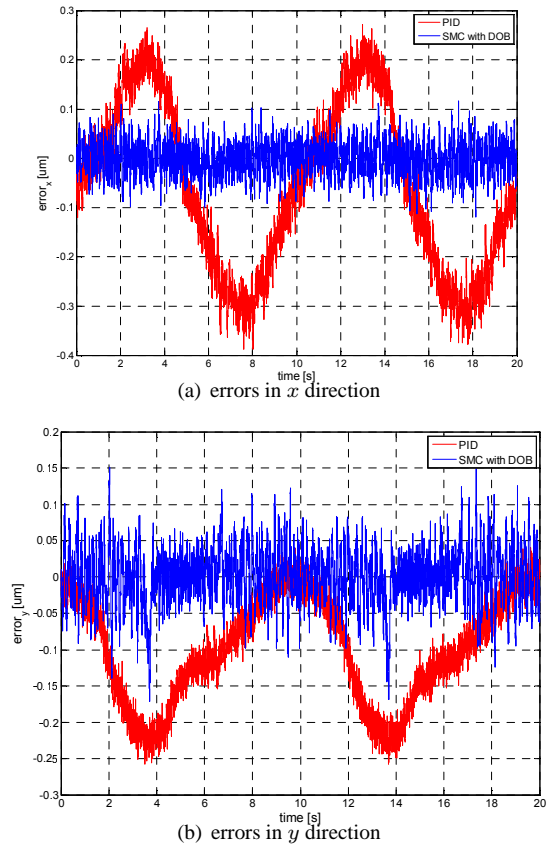 0.3
0.2
0.1
0
-0.1
-0.2
-0.3
-0.4
error_x [um]
PID
SMC with DOB
0 2 4 6 8 10 12 14 16 18 20
time [s]
(a) errors in x direction
0.2
0.15
0.1
0.05
0
-0.05
-0.1
-0.15
-0.2
-0.25
-0.3
error_y [um]
PID
SMC with DOB
0 2 4 6 8 10 12 14 16 18 20
time [s]
(b) errors in y direction